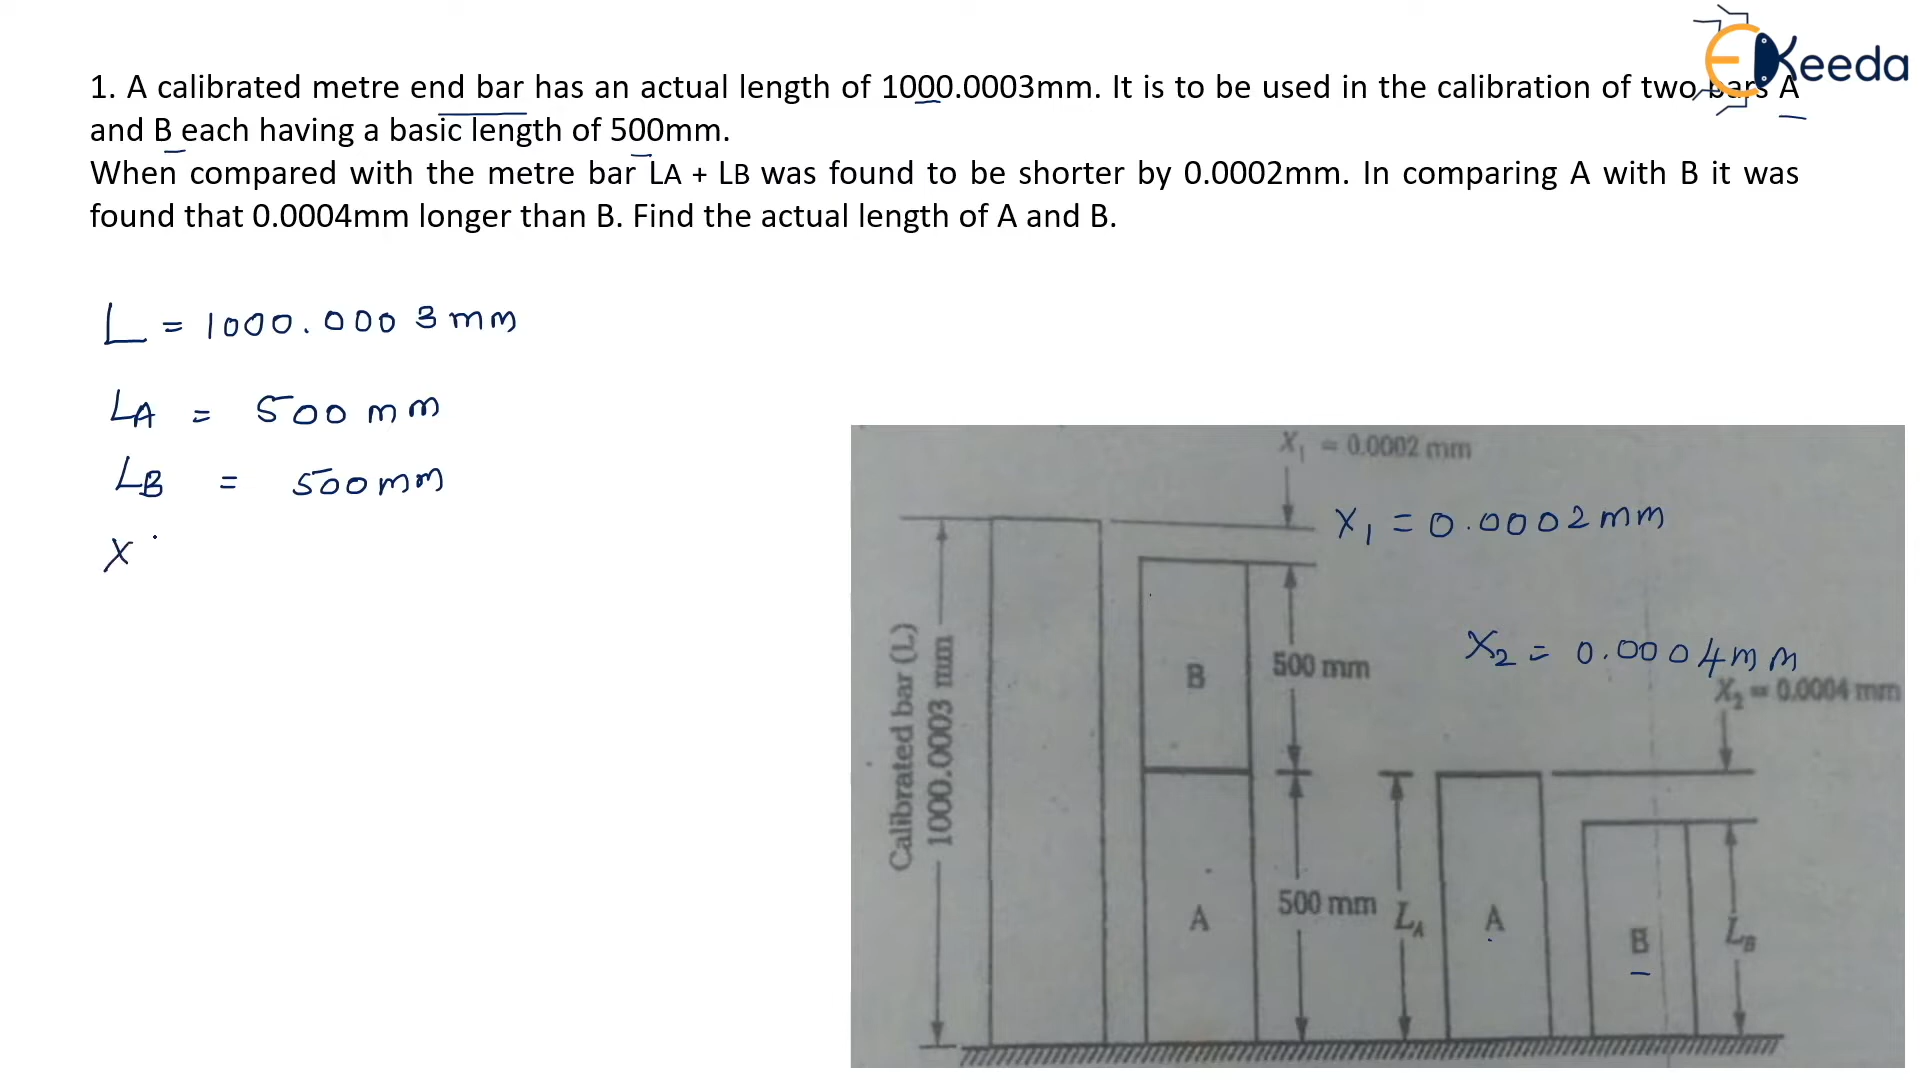 EKeeda
1. A calibrated metre end bar has an actual length of 1000.0003mm. It is to be used in the calibration of two bars A
and B each having a basic length of 500mm.
When compared with the metre bar LA + LB was found to be shorter by 0.0002mm. In comparing A with B it was
found that 0.0004mm longer than B. Find the actual length of A and B.
L = 1000.0003 mm
LA = 500 mm
LB = 500mm
X
X1 = 0.0002 mm
X1 = 0.0002mm
X2 = 0.0004mm
X2 = 0.0004 mm
Calibrated bar (L)
1000.0003 mm
B
500 mm
A
500 mm
LA
A
B
LB